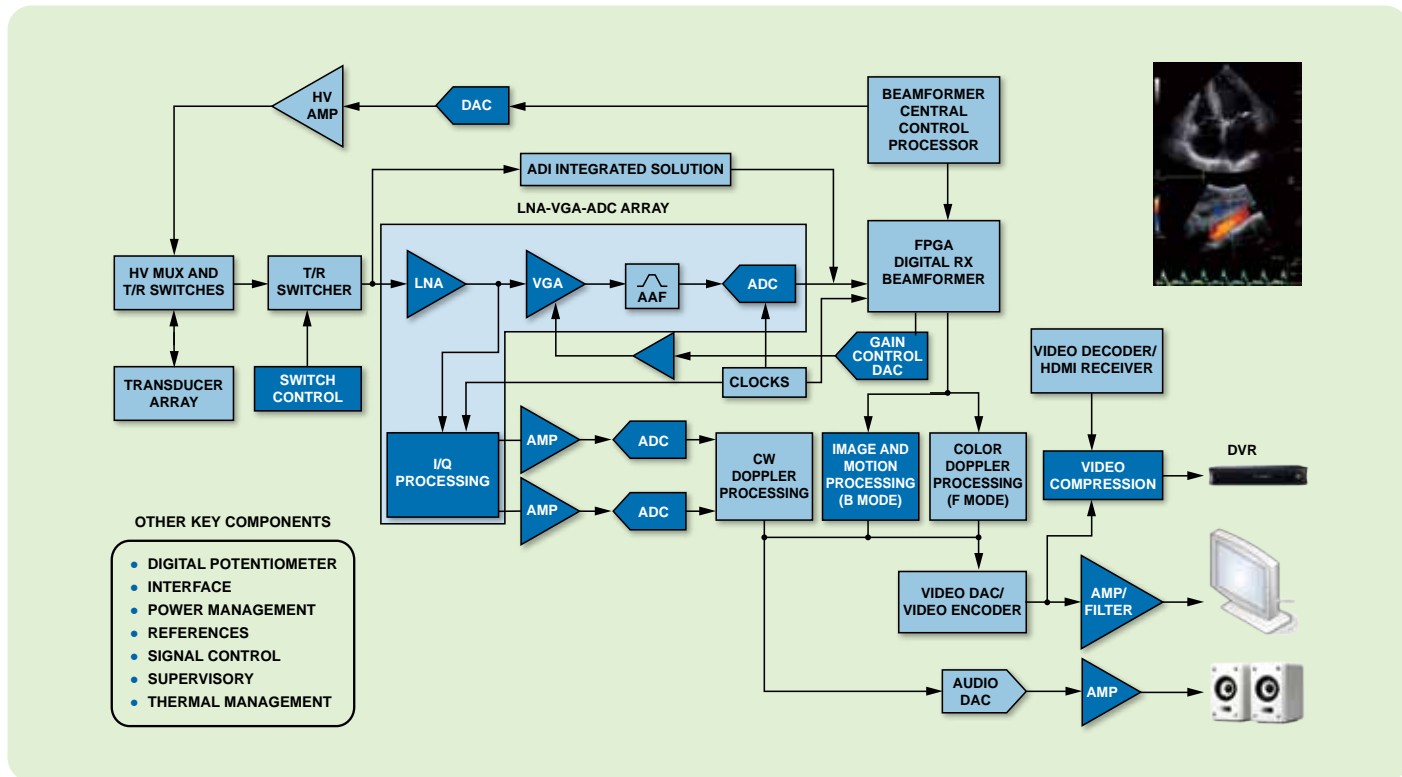 HV
AMP
DAC
BEAMFORMER
CENTRAL
CONTROL
PROCESSOR
ADI INTEGRATED SOLUTION
LNA-VGA-ADC ARRAY
HV MUX AND
T/R SWITCHES
T/R
SWITCHER
LNA
VGA
AAF
ADC
FPGA
DIGITAL RX
BEAMFORMER
TRANSDUCER
ARRAY
SWITCH
CONTROL
GAIN
CONTROL
DAC
CLOCKS
VIDEO DECODER/
HDMI RECEIVER
I/Q
PROCESSING
AMP
ADC
AMP
ADC
CW
DOPPLER
PROCESSING
IMAGE AND
MOTION
PROCESSING
(B MODE)
COLOR
DOPPLER
PROCESSING
(F MODE)
VIDEO
COMPRESSION
DVR
OTHER KEY COMPONENTS
• DIGITAL POTENTIOMETER
• INTERFACE
• POWER MANAGEMENT
• REFERENCES
• SIGNAL CONTROL
• SUPERVISORY
• THERMAL MANAGEMENT
VIDEO DAC/
VIDEO ENCODER
AMP/
FILTER
AUDIO
DAC
AMP